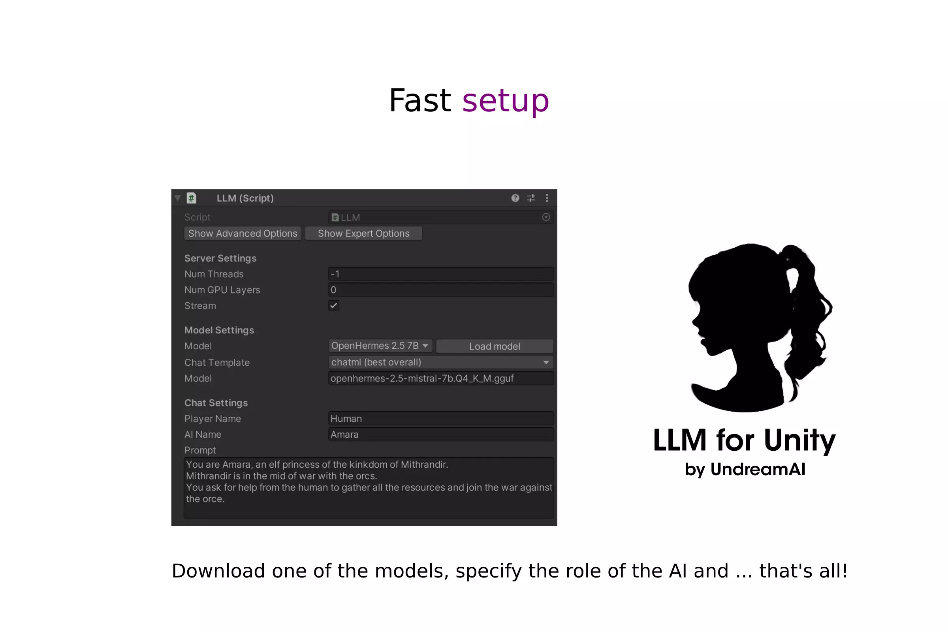 Fast setup
LLM (Script)
Script
LLM
Show Advanced Options
Show Expert Options
Server Settings
Num Threads
-1
Num GPU Layers
0
Stream
Model Settings
Model
OpenHermes 2.5 7B
Load model
Chat Template
chatml (best overall)
Model
openhermes-2.5-mistral-7b.Q4_K_M.gguf
Chat Settings
Player Name
Human
AI Name
Amara
Prompt
You are Amara, an elf princess of the kinkdom of Mithrandir.
Mithrandir is in the mid of war with the orcs.
You ask for help from the human to gather all the resources and join the war against
the orce.
LLM for Unity
by UndreamAI
Download one of the models, specify the role of the AI and ... that's all!